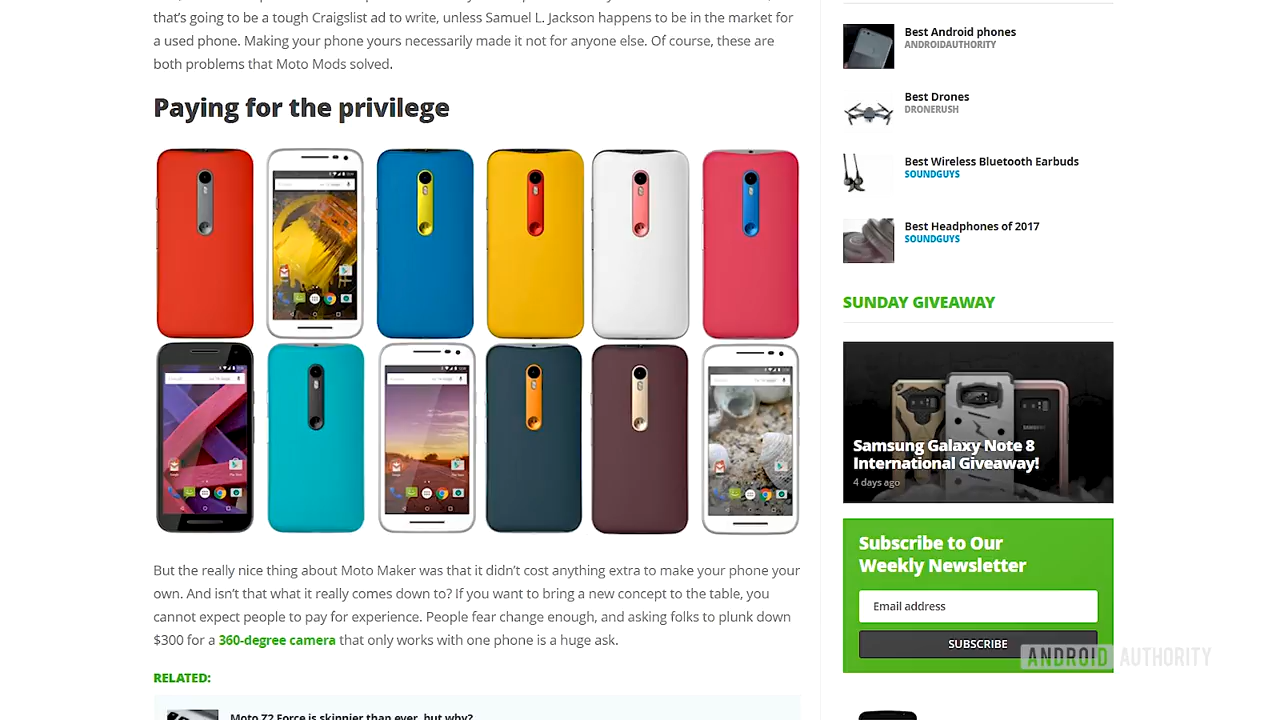 that's going to be a tough Craigslist ad to write, unless Samuel L. Jackson happens to be in the market for
a used phone. Making your phone yours necessarily made it not for anyone else. Of course, these are
both problems that Moto Mods solved.
Paying for the privilege
But the really nice thing about Moto Maker was that it didn't cost anything extra to make your phone your
own. And isn't that what it really comes down to? If you want to bring a new concept to the table, you
cannot expect people to pay for experience. People fear change enough, and asking folks to plunk down
$300 for a 360-degree camera that only works with one phone is a huge ask.
RELATED:
Moto Z2 Force is skinnier than ever, but why?
Best Android phones
ANDROIDAUTHORITY
Best Drones
DRONERUSH
Best Wireless Bluetooth Earbuds
SOUNDGUYS
Best Headphones of 2017
SOUNDGUYS
SUNDAY GIVEAWAY
SAMSUNG
Samsung Galaxy Note 8
International Giveaway!
4 days ago
Subscribe to Our
Weekly Newsletter
Email address
SUBSCRIBE
ANDROID AUTHORITY